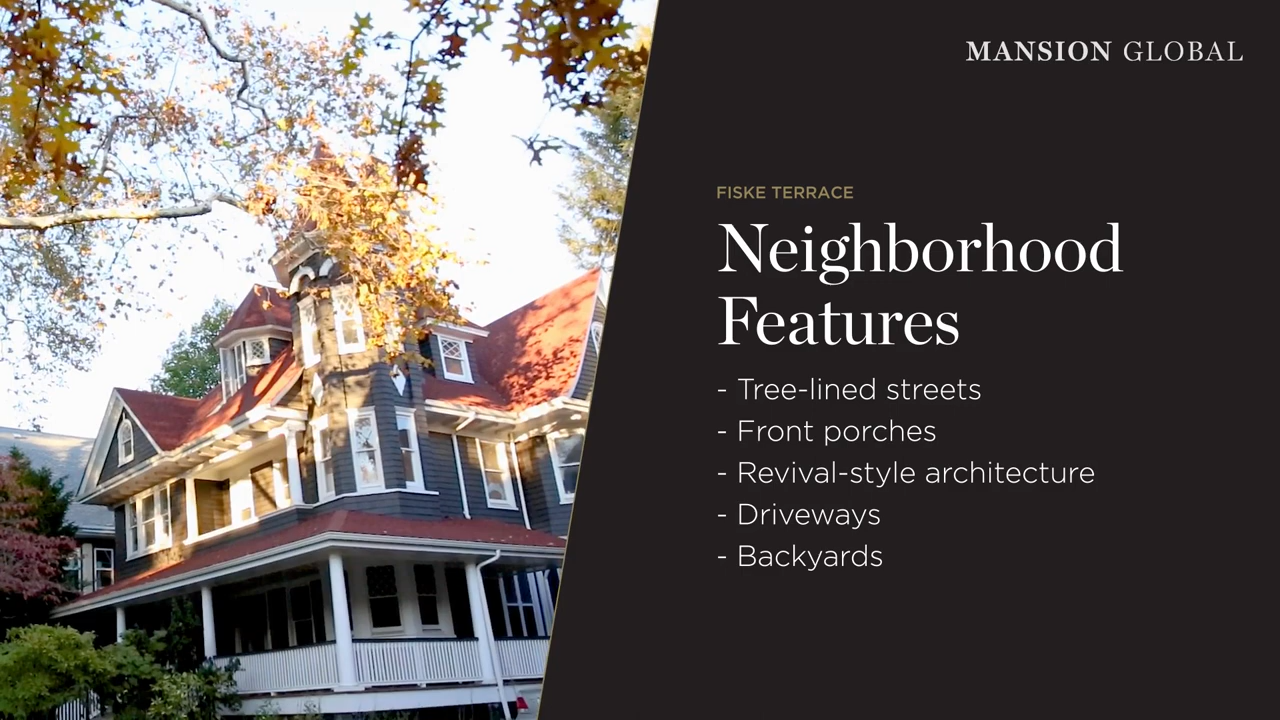 MANSION GLOBAL
FISKE TERRACE
Neighborhood
Features
- Tree-lined streets
- Front porches
- Revival-style architecture
- Driveways
- Backyards